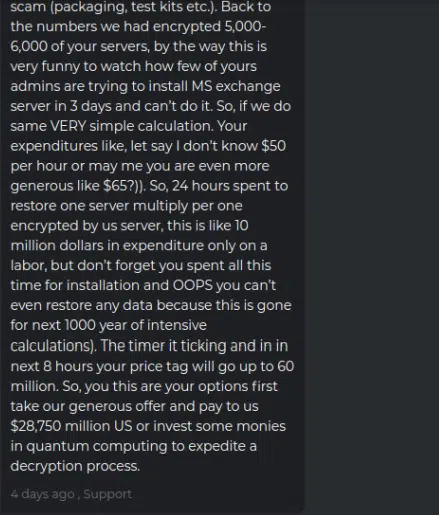 scam (packaging, test kits etc.). Back to
the numbers we had encrypted 5,000-
6,000 of your servers, by the way this is
very funny to watch how few of yours
admins are trying to install MS exchange
server in 3 days and can't do it. So, if we do
same VERY simple calculation. Your
expenditures like, let say I don't know $50
per hour or may me you are even more
generous like $65?)). So, 24 hours spent to
restore one server multiply per one
encrypted by us server, this is like 10
million dollars in expenditure only on a
labor, but don't forget you spent all this
time for installation and OOPS you can't
even restore any data because this is gone
for next 1000 year of intensive
calculations). The timer it ticking and in in
next 8 hours your price tag will go up to 60
million. So, you this are your options first
take our generous offer and pay to us
$28,750 million US or invest some monies
in quantum computing to expedite a
decryption process.
4 days ago , Support